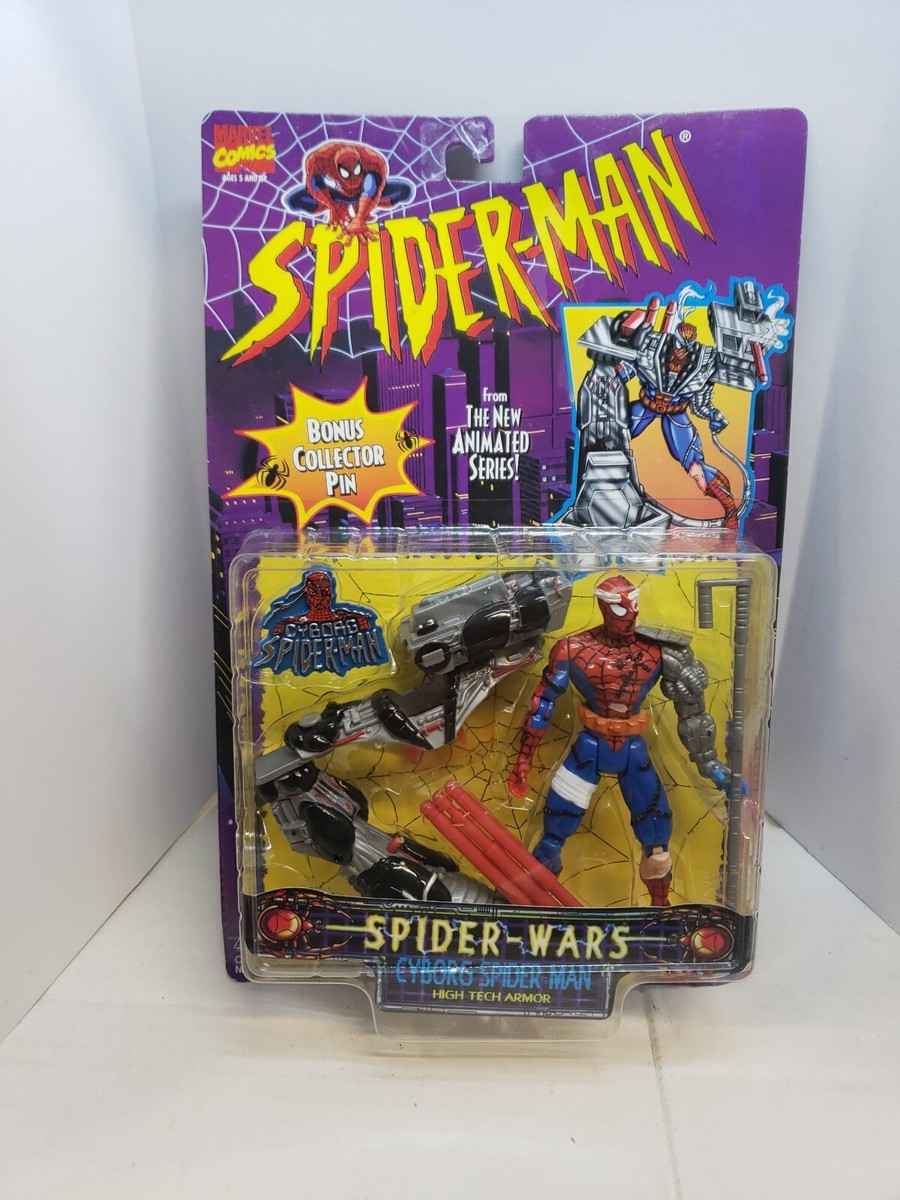 MARVEL
COMICS
AGES 5 AND UP
SPIDER-MAN®
BONUS
COLLECTOR
PIN
from
THE NEW
ANIMATED
SERIES!
CYBORG
SPIDER-MAN
SPIDER-WARS
CYBORG SPIDER MAN
HIGH TECH ARMOR